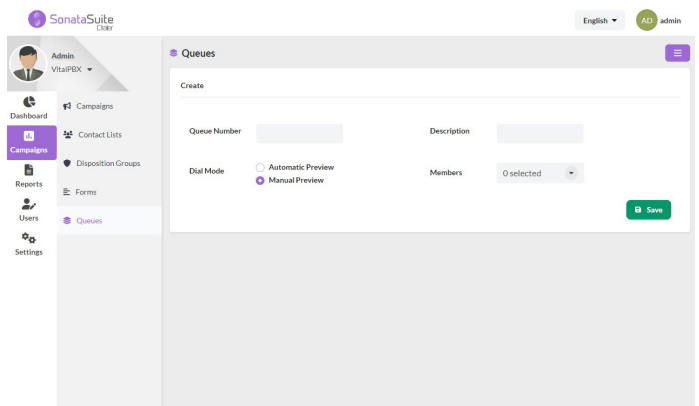 SonataSuite
Dialer
English
AD admin
Admin
VitalPBX
Dashboard
Campaigns
Reports
Users
Settings
Campaigns
Contact Lists
Disposition Groups
Forms
Queues
Queues
Create
Queue Number
Description
Dial Mode
Automatic Preview
Manual Preview
Members
0 selected
Save